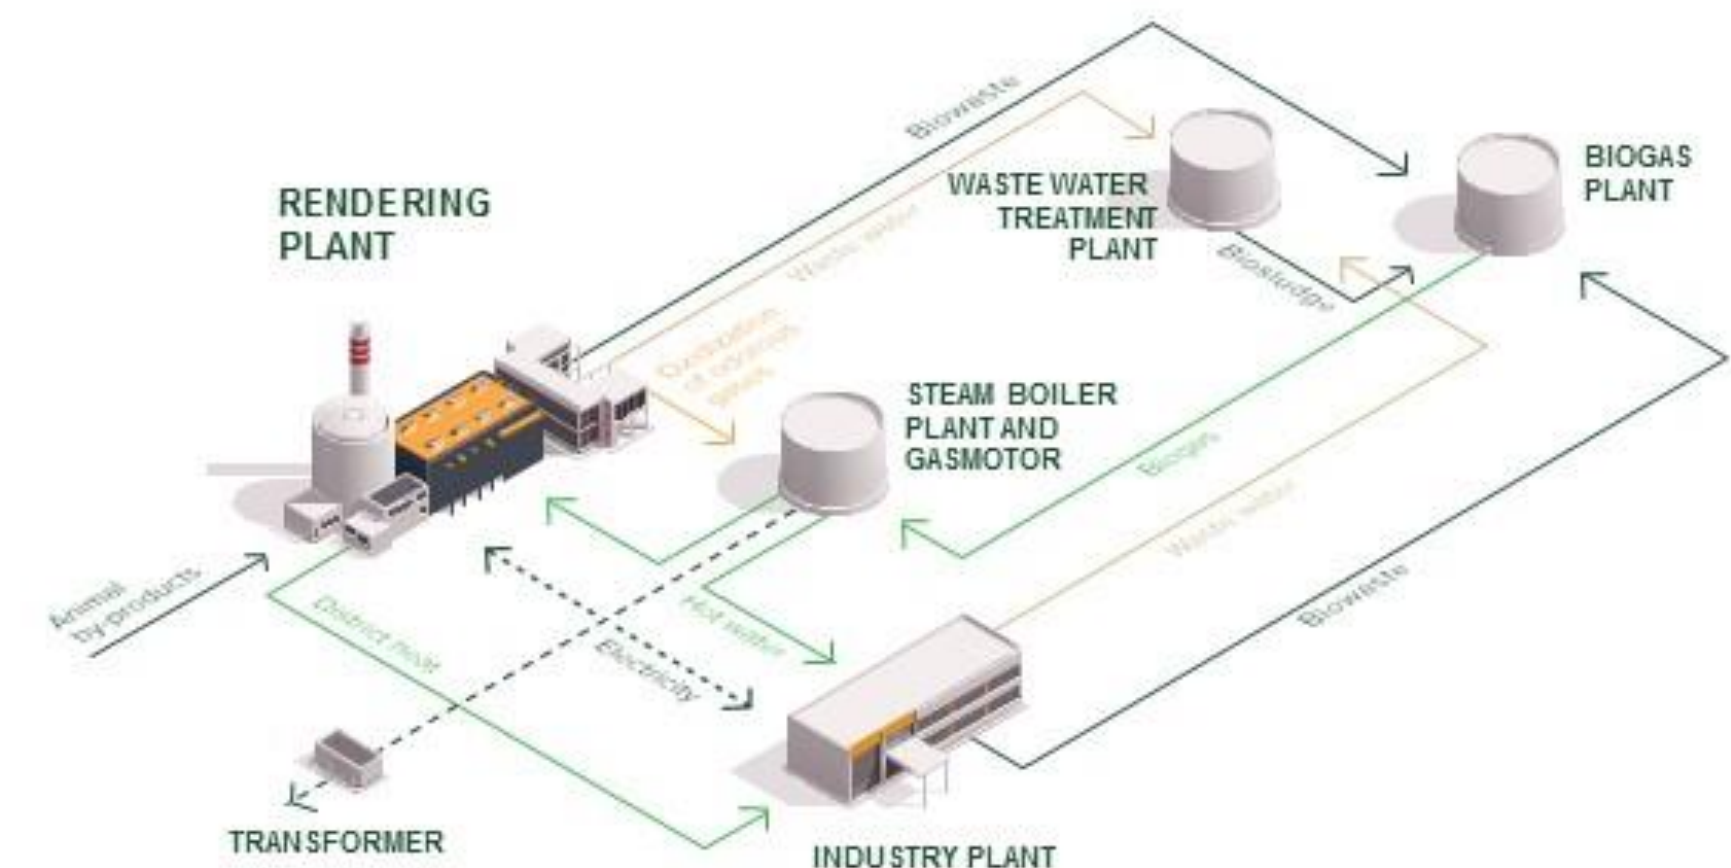 Biowaste
BIOGAS
PLANT
WASTE WATER
TREATMENT
PLANT
RENDERING
PLANT
Waste water
Biosludge
Oxidization
of odorous
gases
STEAM BOILER
PLANT AND
GASMOTOR
Biogas
Waste water
Animal
by-products
District heat
Hot water
Electricity
Biowaste
TRANSFORMER
INDUSTRY PLANT